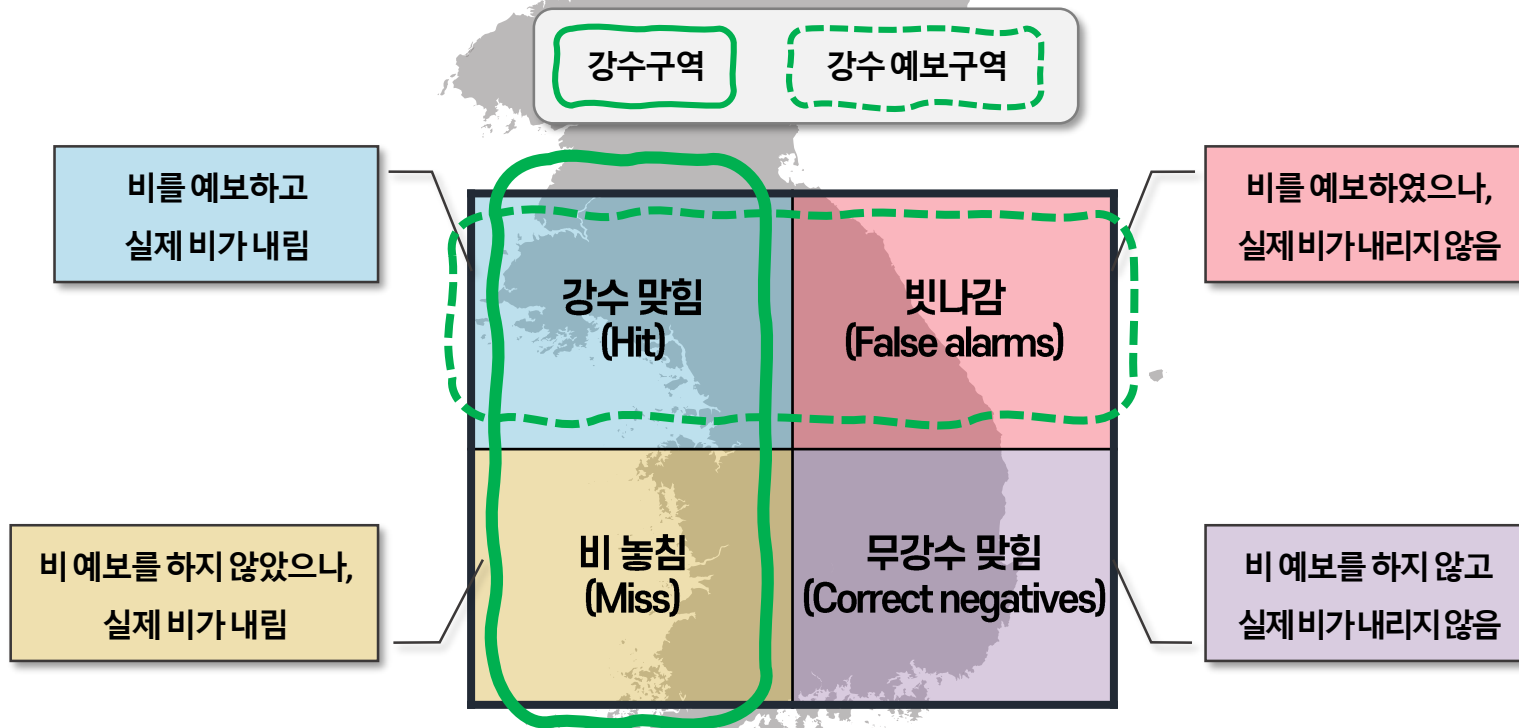 강수구역
강수 예보구역
비를 예보하고
실제 비가 내림
비를 예보하였으나,
실제 비가 내리지 않음
강수 맞힘
(Hit)
빗나감
(False alarms)
비 놓침
(Miss)
무강수 맞힘
(Correct negatives)
비 예보를 하지 않았으나,
실제 비가 내림
비 예보를 하지 않고
실제 비가 내리지 않음